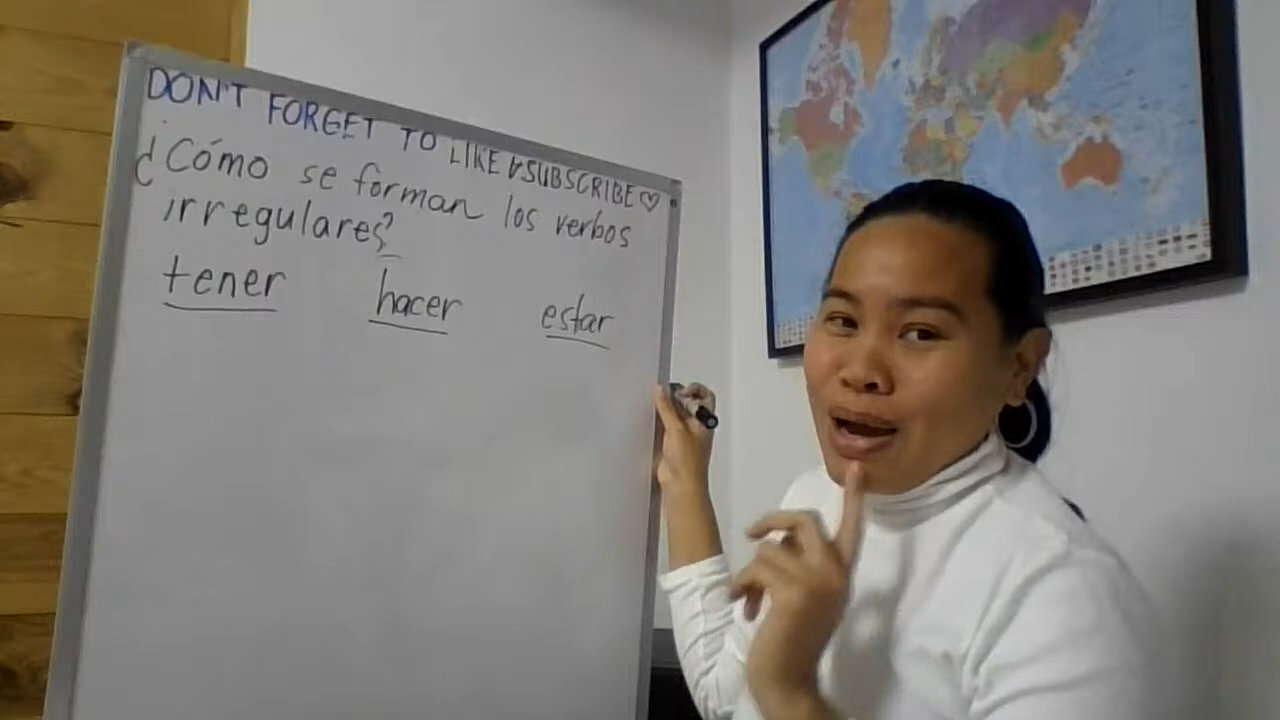 DON'T FORGET TO LIKE & SUBSCRIBE ♡
¿Cómo se forman los verbos
irregulares?
tener hacer estar